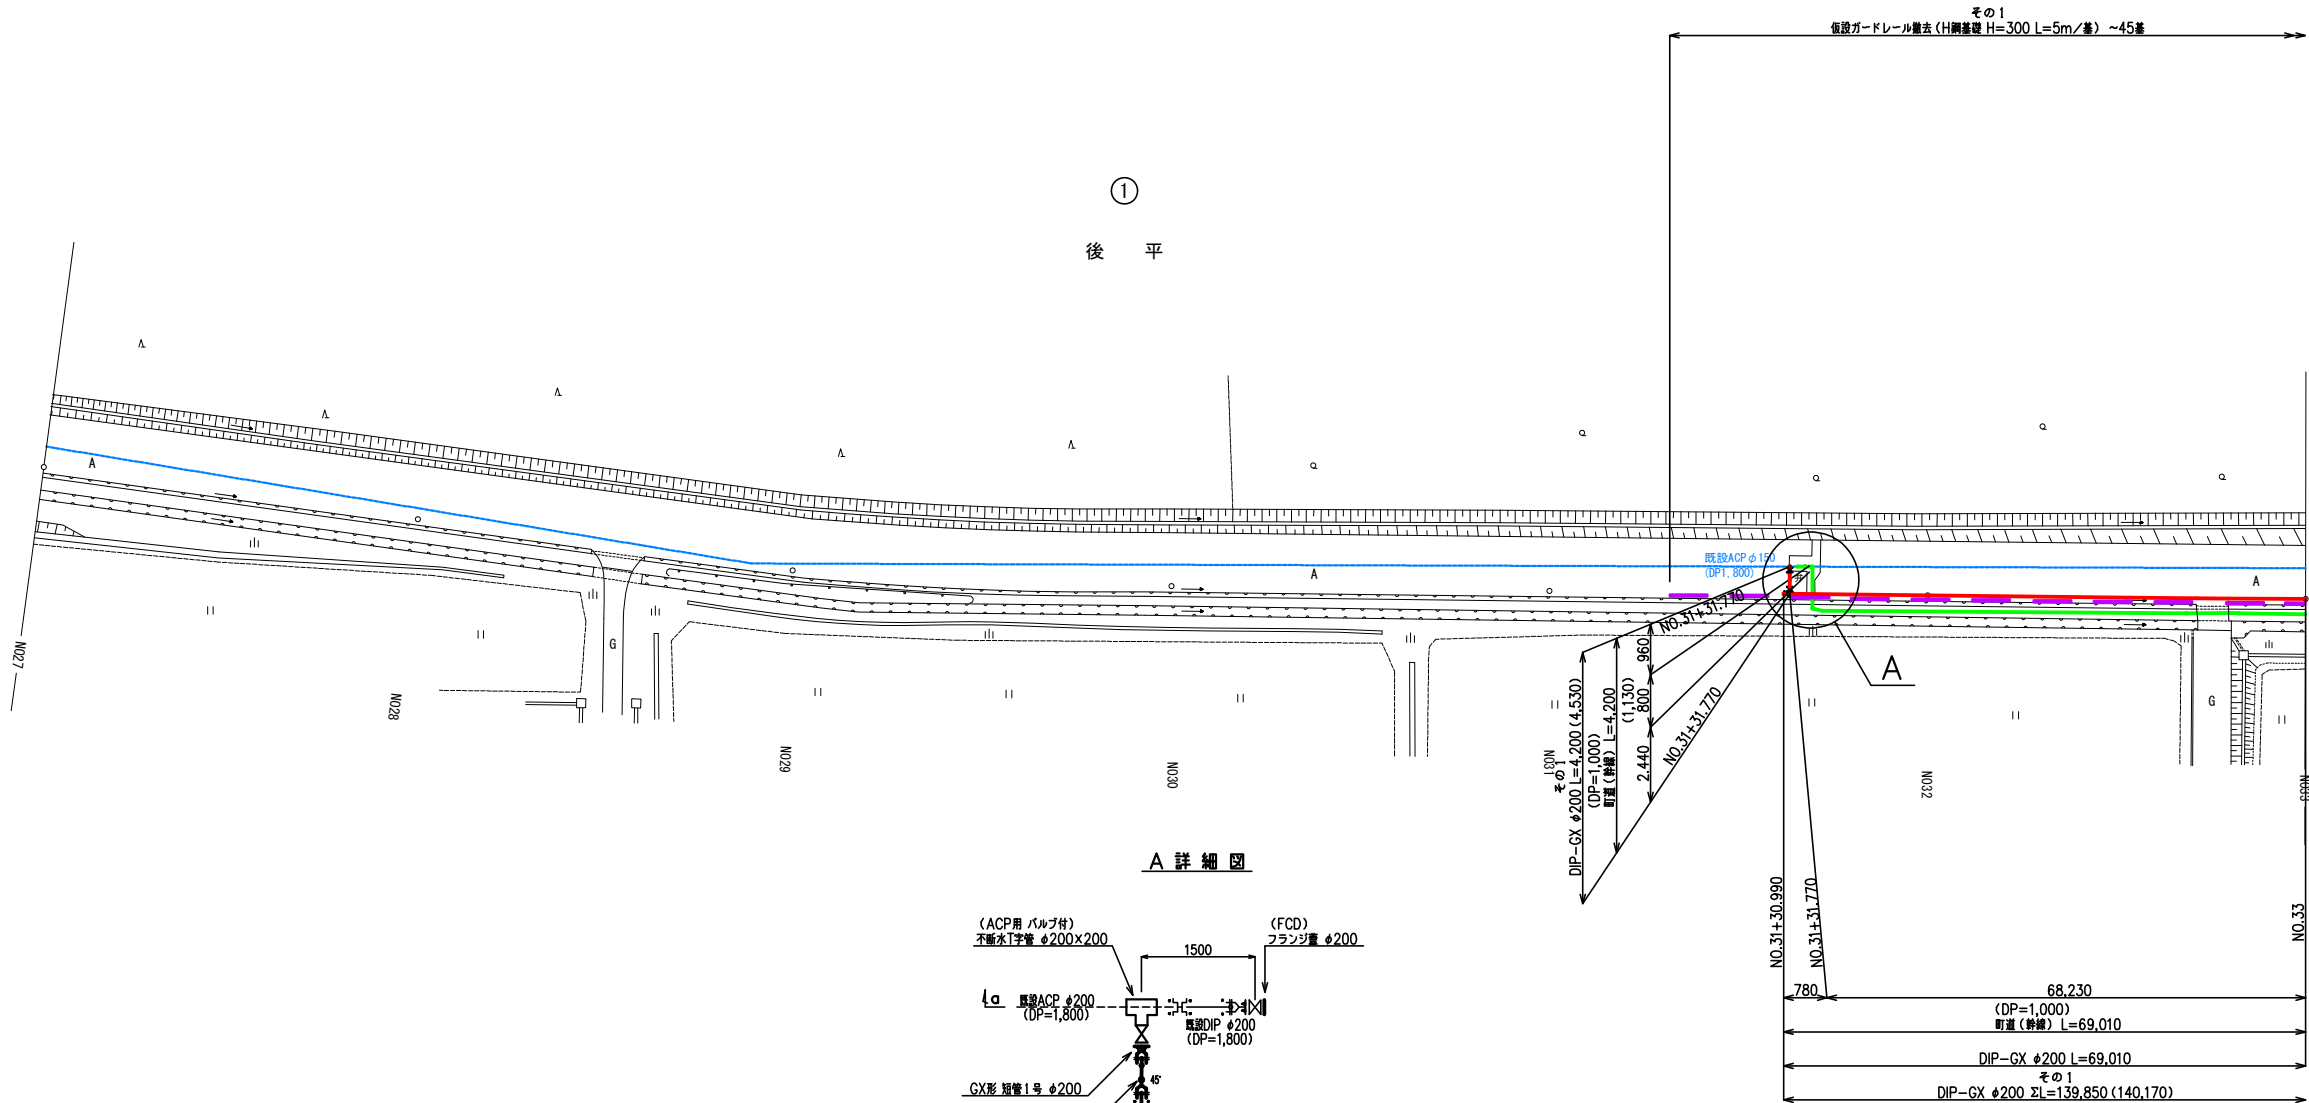 その1
仮設ガードレール撤去(H鋼基礎 H=300 L=5m/基) ~45基
①
後 平
A
既設ACPφ150
(DP1,800)
A
A
井
NO.31+31.770
960
G
A
(1,130)
800
NO.31+31.770
2.440
町道(幹線) L=4,200
(DP=1,000)
DIP-GX φ200 L=4,200(4,530)
その1
G
NO27
NO28
NO29
NO30
NO31
NO32
NO33
A 詳 細 図
(ACP用 バルブ付)
不断水T字管 φ200×200
(FCD)
フランジ蓋 φ200
1500
a
既設ACP φ200
(DP=1,800)
既設DIP φ200
(DP=1,800)
45°
GX形 短管1号 φ200
NO.31+30.990
NO.31+31.770
NO.33
780
68,230
(DP=1,000)
町道(幹線) L=69,010
DIP-GX φ200 L=69,010
その1
DIP-GX φ200 ΣL=139,850(140,170)